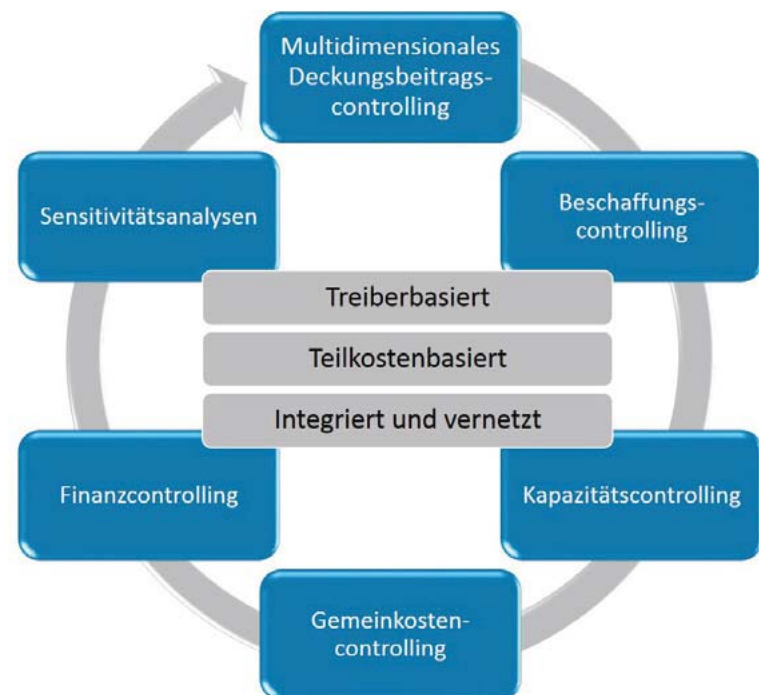 Multidimensionales
Deckungsbeitrags-
controlling
Beschaffungs-
controlling
Sensitivitätsanalysen
Treiberbasiert
Teilkostenbasiert
Integriert und vernetzt
Finanzcontrolling
Kapazitätscontrolling
Gemeinkosten-
controlling